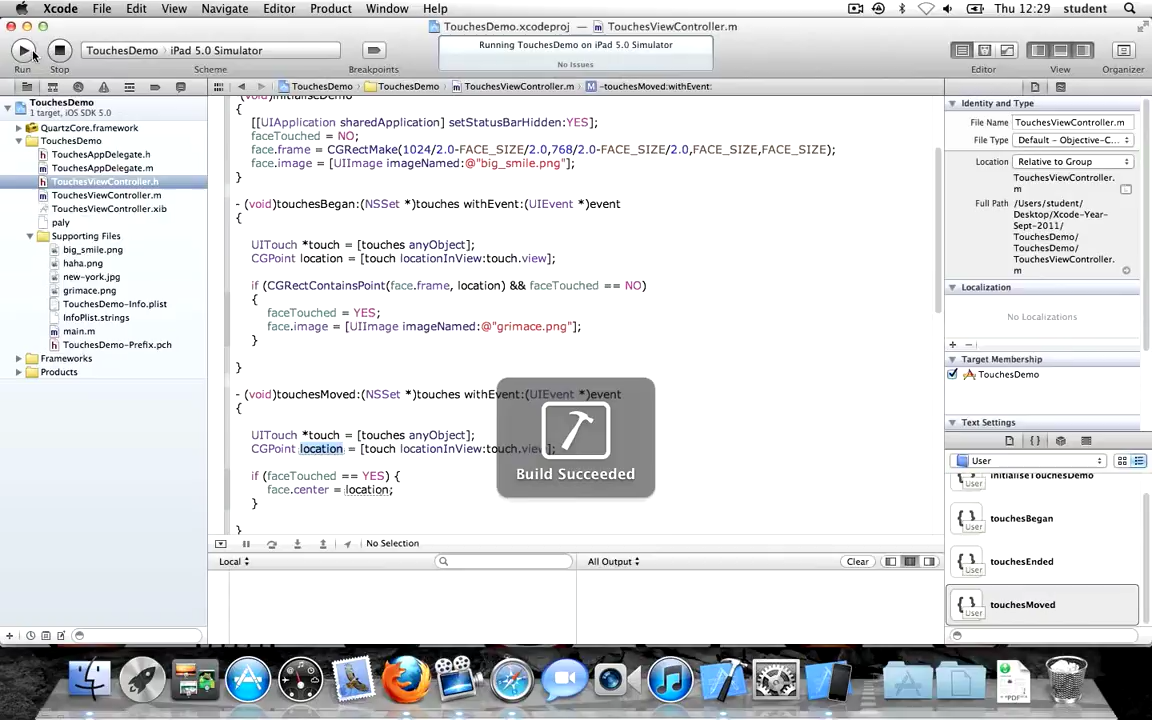 Xcode File Edit View Navigate Editor Product Window Help Thu 12:29 student
TouchesDemo.xcodeproj — TouchesViewController.m
TouchesDemo iPad 5.0 Simulator
Running TouchesDemo on iPad 5.0 Simulator
No Issues
Run Stop Scheme Breakpoints Editor View Organizer
TouchesDemo
1 target, iOS SDK 5.0
QuartzCore.framework
TouchesDemo
TouchesAppDelegate.h
TouchesAppDelegate.m
TouchesViewController.h
TouchesViewController.m
TouchesViewController.xib
paly
Supporting Files
big_smile.png
haha.png
new-york.jpg
grimace.png
TouchesDemo-Info.plist
InfoPlist.strings
main.m
TouchesDemo-Prefix.pch
Frameworks
Products
TouchesDemo TouchesDemo TouchesViewController.m -touchesMoved:withEvent:
(void)initialiseDemo
{
[[UIApplication sharedApplication] setStatusBarHidden:YES];
faceTouched = NO;
face.frame = CGRectMake(1024/2.0-FACE_SIZE/2.0,768/2.0-FACE_SIZE/2.0,FACE_SIZE,FACE_SIZE);
face.image = [UIImage imageNamed:@"big_smile.png"];
}
- (void)touchesBegan:(NSSet *)touches withEvent:(UIEvent *)event
{
UITouch *touch = [touches anyObject];
CGPoint location = [touch locationInView:touch.view];
if (CGRectContainsPoint(face.frame, location) && faceTouched == NO)
{
faceTouched = YES;
face.image = [UIImage imageNamed:@"grimace.png"];
}
}
- (void)touchesMoved:(NSSet *)touches withEvent:(UIEvent *)event
{
UITouch *touch = [touches anyObject];
CGPoint location = [touch locationInView:touch.view];
if (faceTouched == YES) {
face.center = location;
}
}
Build Succeeded
No Selection
Local
All Output
Clear
Identity and Type
File Name TouchesViewController.m
File Type Default - Objective-C...
Location Relative to Group
TouchesViewController.
m
Full Path /Users/student/
Desktop/Xcode-Year-
Sept-2011/
TouchesDemo/
TouchesDemo/
TouchesViewController.
m
Localization
No Localizations
Target Membership
TouchesDemo
Text Settings
User
initialiseTouchesDemo
User
touchesBegan
User
touchesEnded
User
touchesMoved
User
PDF